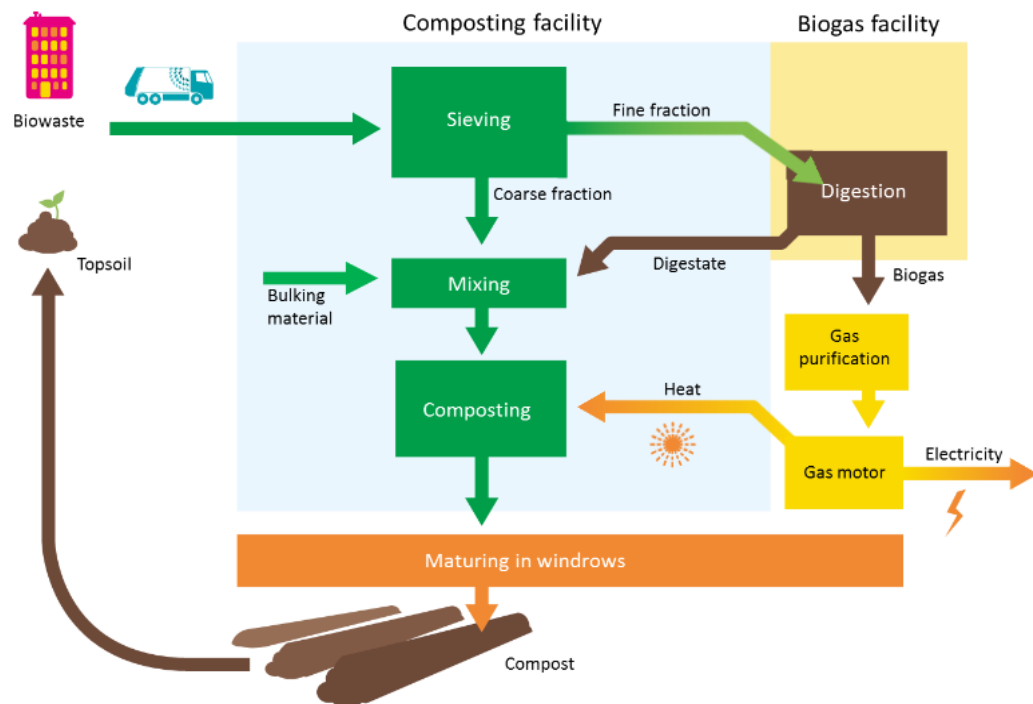 Composting facility
Biogas facility
Biowaste
Sieving
Fine fraction
Digestion
Coarse fraction
Topsoil
Digestate
Biogas
Mixing
Bulking
material
Gas
purification
Heat
Composting
Electricity
Gas motor
Maturing in windrows
Compost